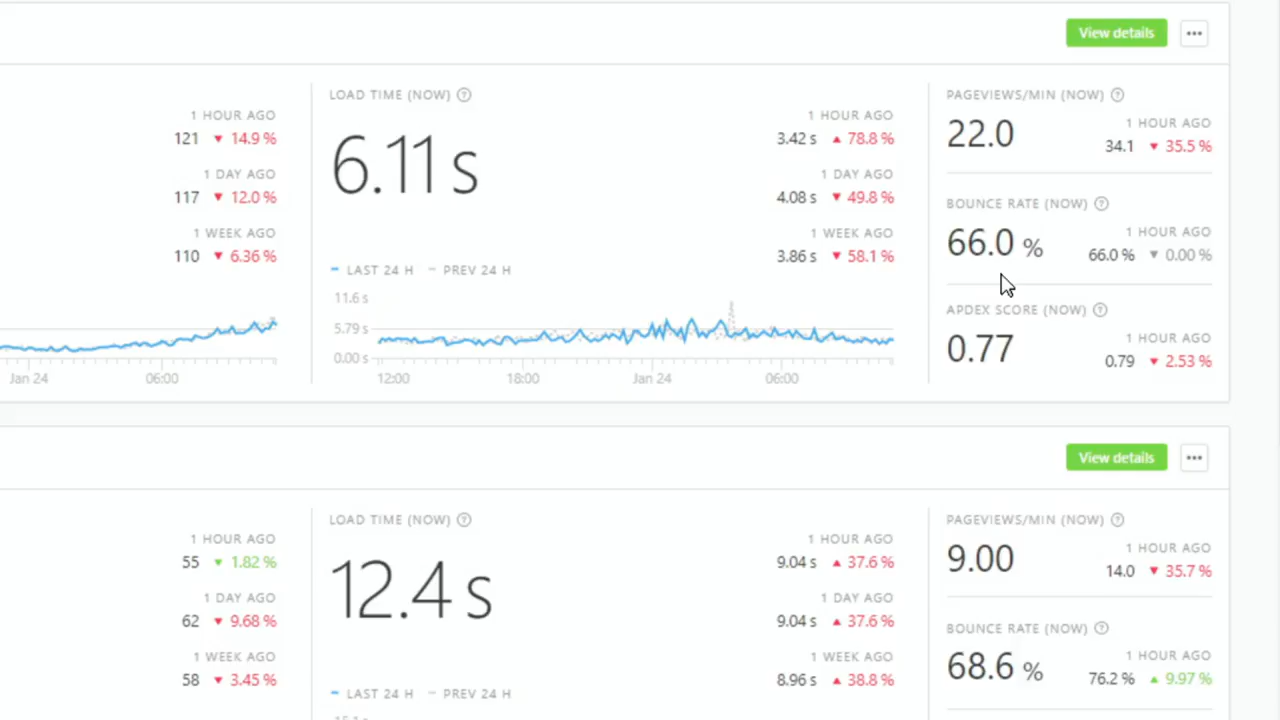 View details
1 HOUR AGO
121 ▼ 14.9 %
1 DAY AGO
117 ▼ 12.0 %
1 WEEK AGO
110 ▼ 6.36 %
Jan 24 06:00
LOAD TIME (NOW) ?
6.11 s
1 HOUR AGO
3.42 s ▲ 78.8 %
1 DAY AGO
4.08 s ▼ 49.8 %
1 WEEK AGO
3.86 s ▼ 58.1 %
LAST 24 H PREV 24 H
11.6 s
5.79 s
0.00 s
12:00 18:00 Jan 24 06:00
PAGEVIEWS/MIN (NOW) ?
22.0
1 HOUR AGO
34.1 ▼ 35.5 %
BOUNCE RATE (NOW) ?
66.0 %
1 HOUR AGO
66.0 % ▼ 0.00 %
APDEX SCORE (NOW) ?
0.77
1 HOUR AGO
0.79 ▼ 2.53 %
View details
1 HOUR AGO
55 ▼ 1.82 %
1 DAY AGO
62 ▼ 9.68 %
1 WEEK AGO
58 ▼ 3.45 %
LOAD TIME (NOW) ?
12.4 s
1 HOUR AGO
9.04 s ▲ 37.6 %
1 DAY AGO
9.04 s ▲ 37.6 %
1 WEEK AGO
8.96 s ▲ 38.8 %
LAST 24 H PREV 24 H
PAGEVIEWS/MIN (NOW) ?
9.00
1 HOUR AGO
14.0 ▼ 35.7 %
BOUNCE RATE (NOW) ?
68.6 %
1 HOUR AGO
76.2 % ▲ 9.97 %